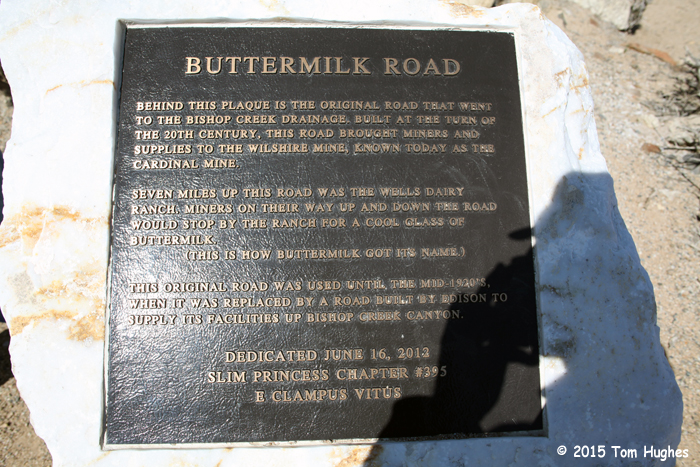 BUTTERMILK ROAD
BEHIND THIS PLAQUE IS THE ORIGINAL ROAD THAT WENT
TO THE BISHOP CREEK DRAINAGE. BUILT AT THE TURN OF
THE 20TH CENTURY, THIS ROAD BROUGHT MINERS AND
SUPPLIES TO THE WILSHIRE MINE, KNOWN TODAY AS THE
CARDINAL MINE.
SEVEN MILES UP THIS ROAD WAS THE WELLS DAIRY
RANCH. MINERS ON THEIR WAY UP AND DOWN THE ROAD
WOULD STOP BY THE RANCH FOR A COOL GLASS OF
BUTTERMILK.
(THIS IS HOW BUTTERMILK GOT ITS NAME.)
THIS ORIGINAL ROAD WAS USED UNTIL THE MID-1920'S,
WHEN IT WAS REPLACED BY A ROAD BUILT BY EDISON TO
SUPPLY ITS FACILITIES UP BISHOP CREEK CANYON.
DEDICATED JUNE 16, 2012
SLIM PRINCESS CHAPTER #395
E CLAMPUS VITUS
© 2015 Tom Hughes